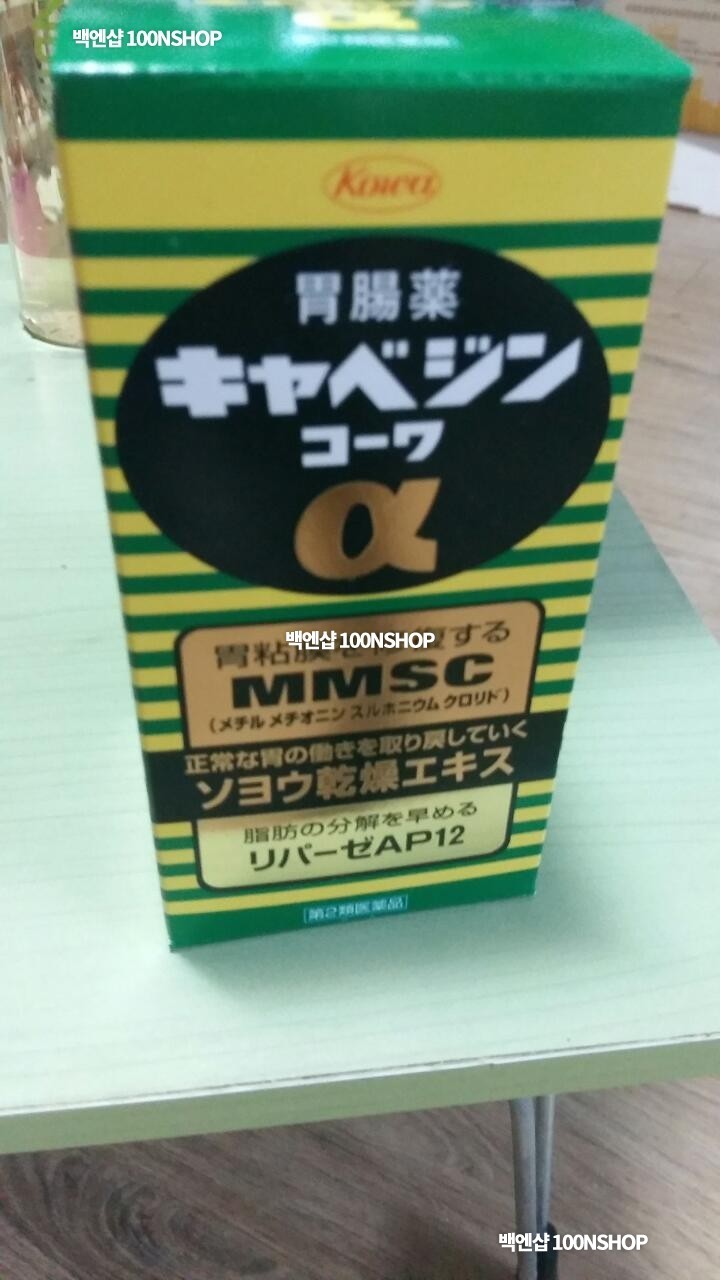 백엔샵 100NSHOP
α
Kowa
胃腸薬
キャベジン
コーワ
α
胃粘膜を 復する
백엔샵 100NSHOP
MMSC
(メチル メチオニン スルホニウム クロリド)
正常な胃の働きを取り戻していく
ソヨウ乾燥エキス
脂肪の分解を早める
リパーゼAP12
第2類医薬品
백엔샵 100NSHOP